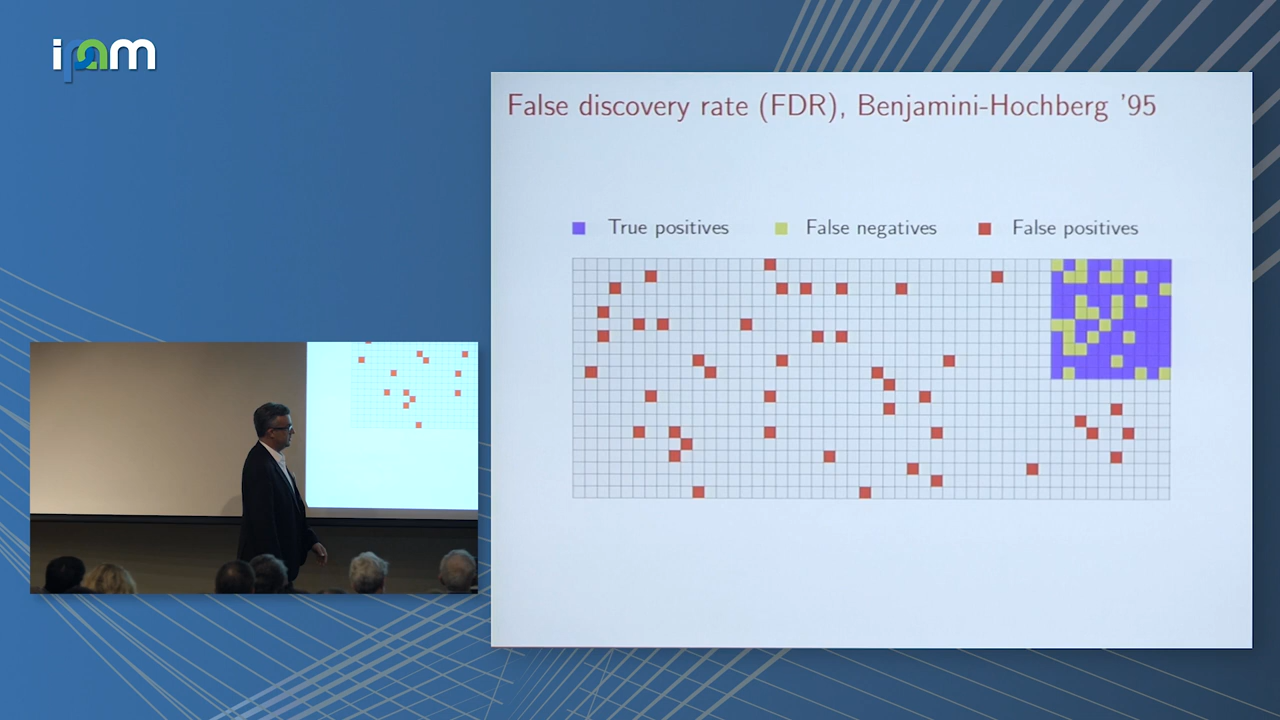 ipam
False discovery rate (FDR), Benjamini-Hochberg '95
True positives False negatives False positives